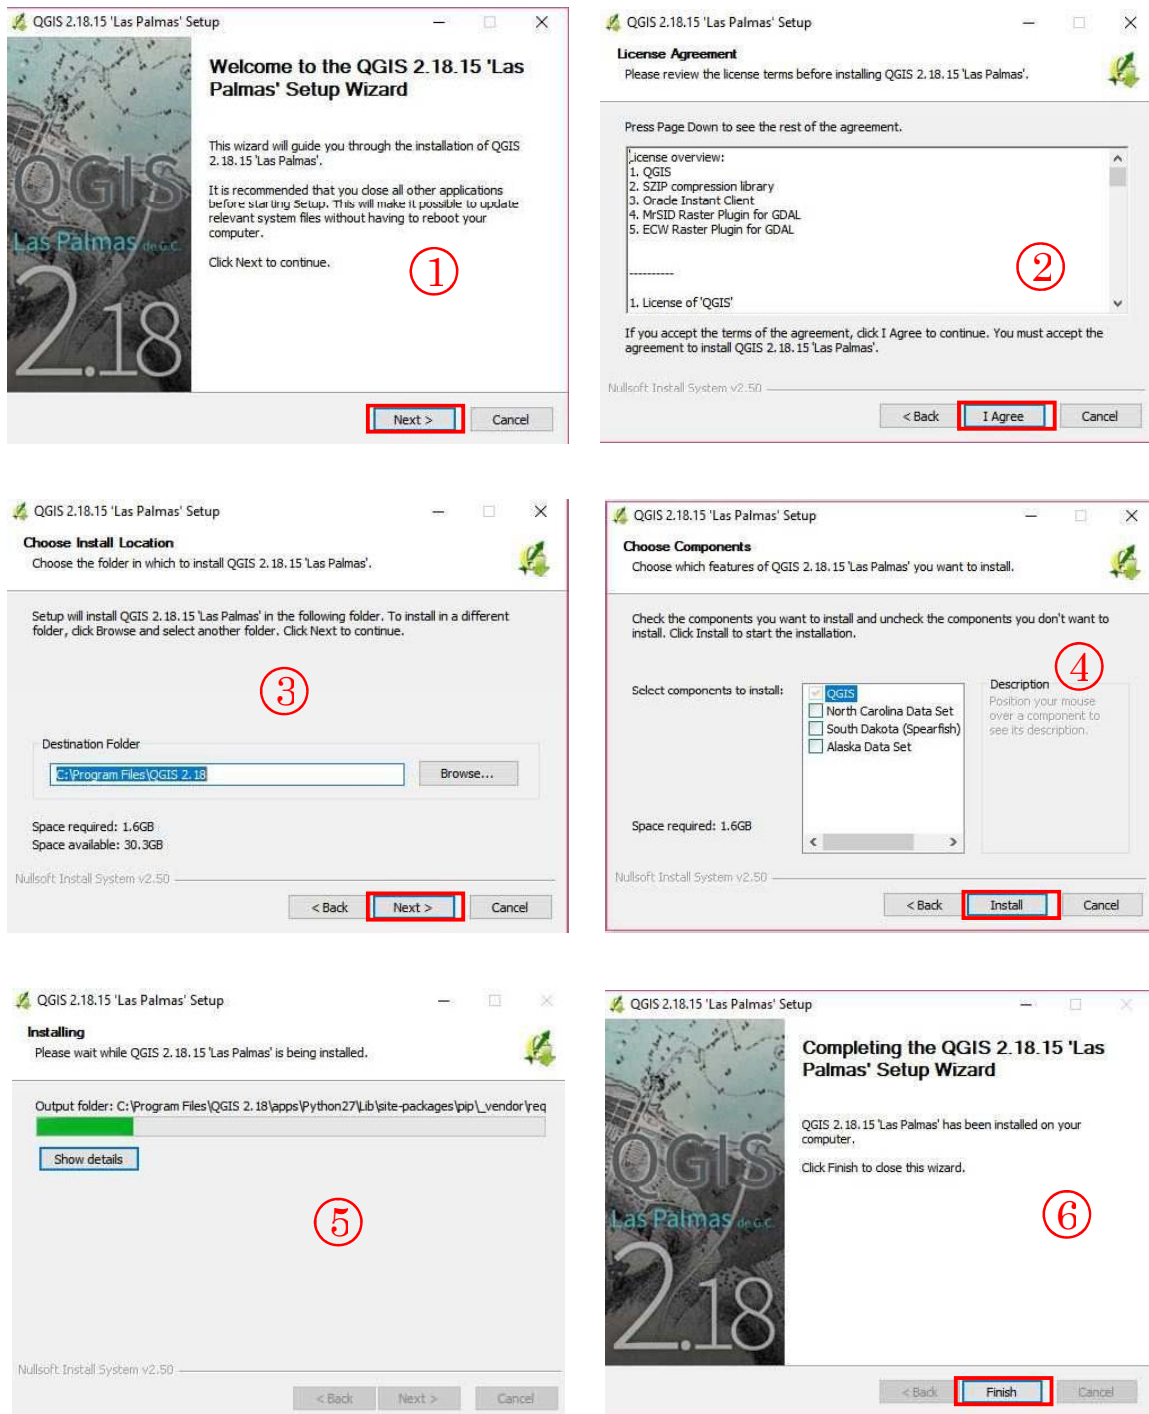 QGIS 2.18.15 'Las Palmas' Setup
Welcome to the QGIS 2.18.15 'Las
Palmas' Setup Wizard
This wizard will guide you through the installation of QGIS
2.18.15 'Las Palmas'.
It is recommended that you close all other applications
before starting Setup. This will make it possible to update
relevant system files without having to reboot your
computer.
Click Next to continue.
QGIS
Las Palmas de G.C.
2.18
①
Next >
Cancel
QGIS 2.18.15 'Las Palmas' Setup
License Agreement
Please review the license terms before installing QGIS 2.18.15 'Las Palmas'.
Press Page Down to see the rest of the agreement.
License overview:
1. QGIS
2. SZIP compression library
3. Oracle Instant Client
4. MrSID Raster Plugin for GDAL
5. ECW Raster Plugin for GDAL
----------
1. License of 'QGIS'
②
If you accept the terms of the agreement, click I Agree to continue. You must accept the
agreement to install QGIS 2.18.15 'Las Palmas'.
Nullsoft Install System v2.50
< Back
I Agree
Cancel
QGIS 2.18.15 'Las Palmas' Setup
Choose Install Location
Choose the folder in which to install QGIS 2.18.15 'Las Palmas'.
Setup will install QGIS 2.18.15 'Las Palmas' in the following folder. To install in a different
folder, click Browse and select another folder. Click Next to continue.
③
Destination Folder
C:\Program Files\QGIS 2.18
Browse...
Space required: 1.6GB
Space available: 30.3GB
Nullsoft Install System v2.50
< Back
Next >
Cancel
QGIS 2.18.15 'Las Palmas' Setup
Choose Components
Choose which features of QGIS 2.18.15 'Las Palmas' you want to install.
Check the components you want to install and uncheck the components you don't want to
install. Click Install to start the installation.
④
Select components to install:
QGIS
North Carolina Data Set
South Dakota (Spearfish)
Alaska Data Set
Description
Position your mouse
over a component to
see its description.
Space required: 1.6GB
Nullsoft Install System v2.50
< Back
Install
Cancel
QGIS 2.18.15 'Las Palmas' Setup
Installing
Please wait while QGIS 2.18.15 'Las Palmas' is being installed.
Output folder: C:\Program Files\QGIS 2.18\apps\Python27\Lib\site-packages\pip\_vendor\req
Show details
⑤
Nullsoft Install System v2.50
< Back
Next >
Cancel
QGIS 2.18.15 'Las Palmas' Setup
Completing the QGIS 2.18.15 'Las
Palmas' Setup Wizard
QGIS 2.18.15 'Las Palmas' has been installed on your
computer.
Click Finish to close this wizard.
QGIS
Las Palmas de G.C.
2.18
⑥
< Back
Finish
Cancel